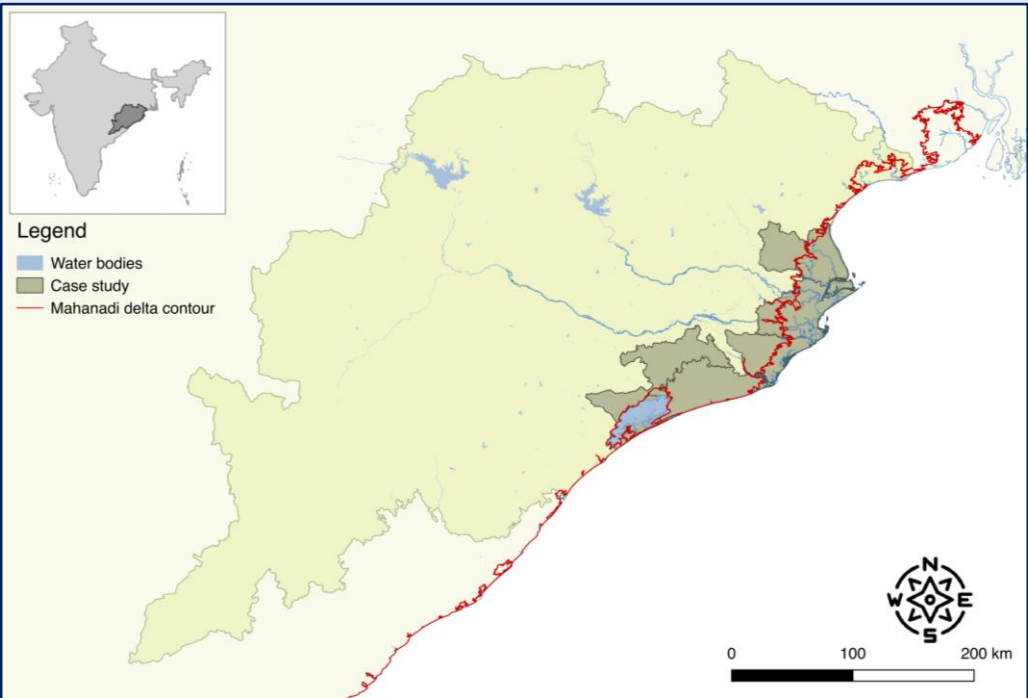 Legend
Water bodies
Case study
Mahanadi delta contour
N
W E
S
0 100 200 km